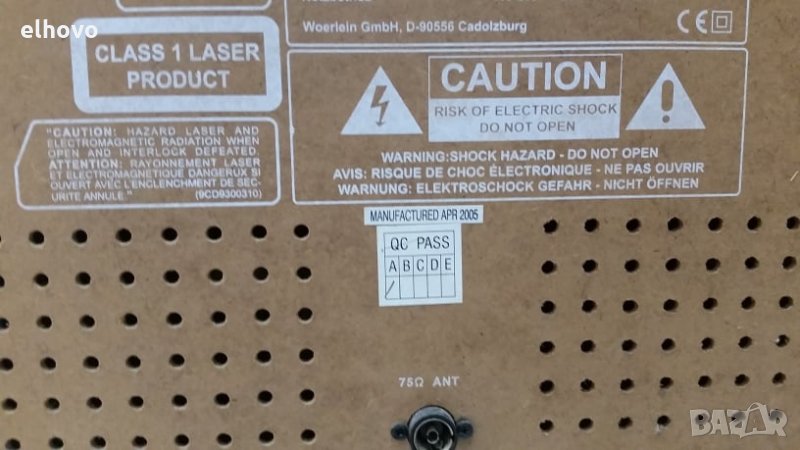 elhovo
Woerlein GmbH, D-90556 Cadolzburg
CE
CLASS 1 LASER
PRODUCT
CAUTION
RISK OF ELECTRIC SHOCK
DO NOT OPEN
WARNING:SHOCK HAZARD - DO NOT OPEN
AVIS: RISQUE DE CHOC ÉLECTRONIQUE - NE PAS OUVRIR
WARNUNG: ELEKTROSCHOCK GEFAHR - NICHT ÖFFNEN
"CAUTION: HAZARD LASER AND
ELECTROMAGNETIC RADIATION WHEN
OPEN AND INTERLOCK DEFEATED.
ATTENTION: RAYONNEMENT LASER
ET ELECTROMAGNETIQUE DANGERUX SI
OUVERT AVEC L'ENCLENCHMENT DE SEC-
URITE ANNULE." (9CD9300310)
MANUFACTURED APR 2005
QC PASS
A B C D E
/
75Ω ANT
BAZAR